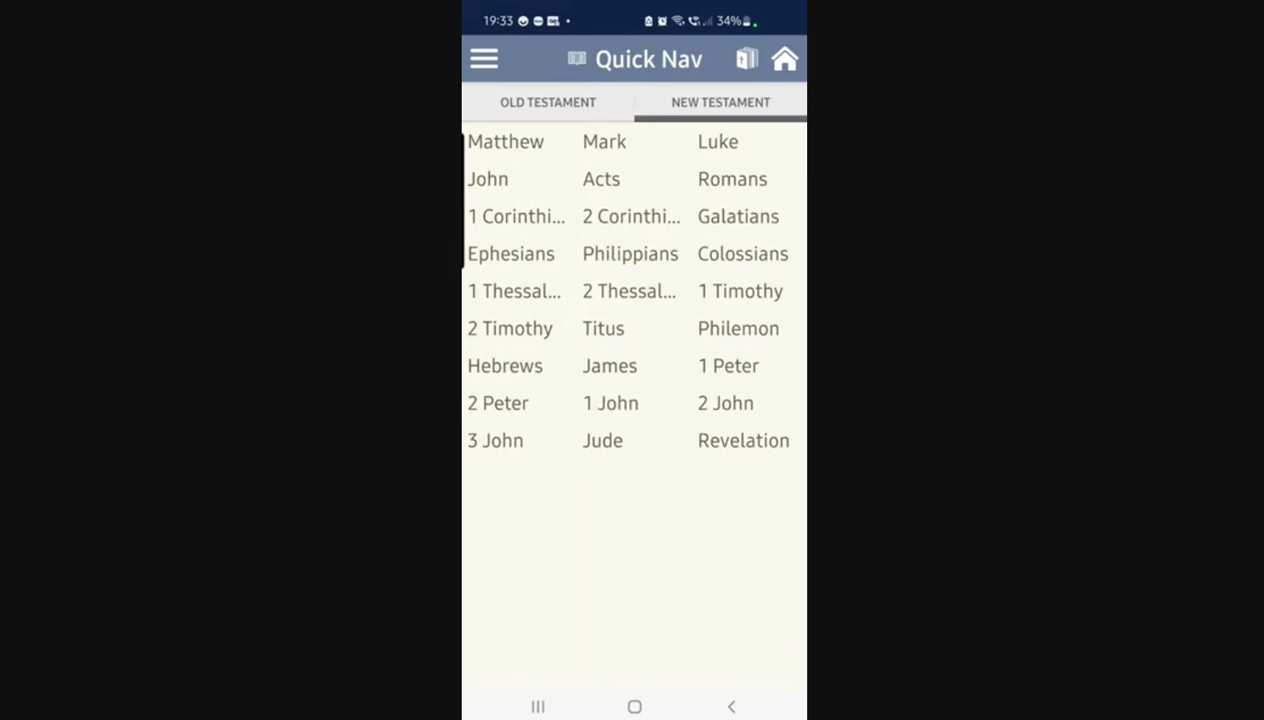 19:33 34%
Quick Nav
OLD TESTAMENT NEW TESTAMENT
Matthew Mark Luke
John Acts Romans
1 Corinthi... 2 Corinthi... Galatians
Ephesians Philippians Colossians
1 Thessal... 2 Thessal... 1 Timothy
2 Timothy Titus Philemon
Hebrews James 1 Peter
2 Peter 1 John 2 John
3 John Jude Revelation